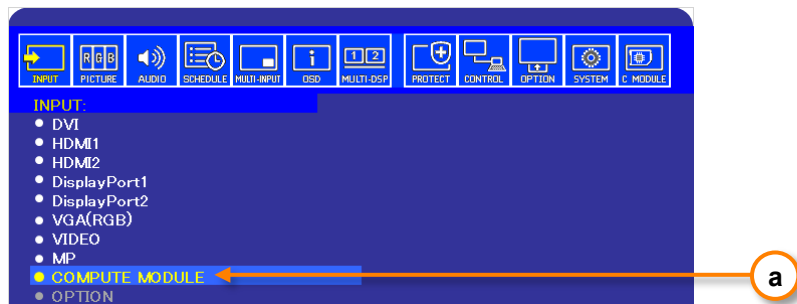 RGB
i
1 2
INPUT PICTURE AUDIO SCHEDULE MULTI-INPUT OSD MULTI-DSP PROTECT CONTROL OPTION SYSTEM C MODULE
INPUT:
DVI
HDMI1
HDMI2
DisplayPort1
DisplayPort2
VGA(RGB)
VIDEO
MP
COMPUTE MODULE
a
OPTION